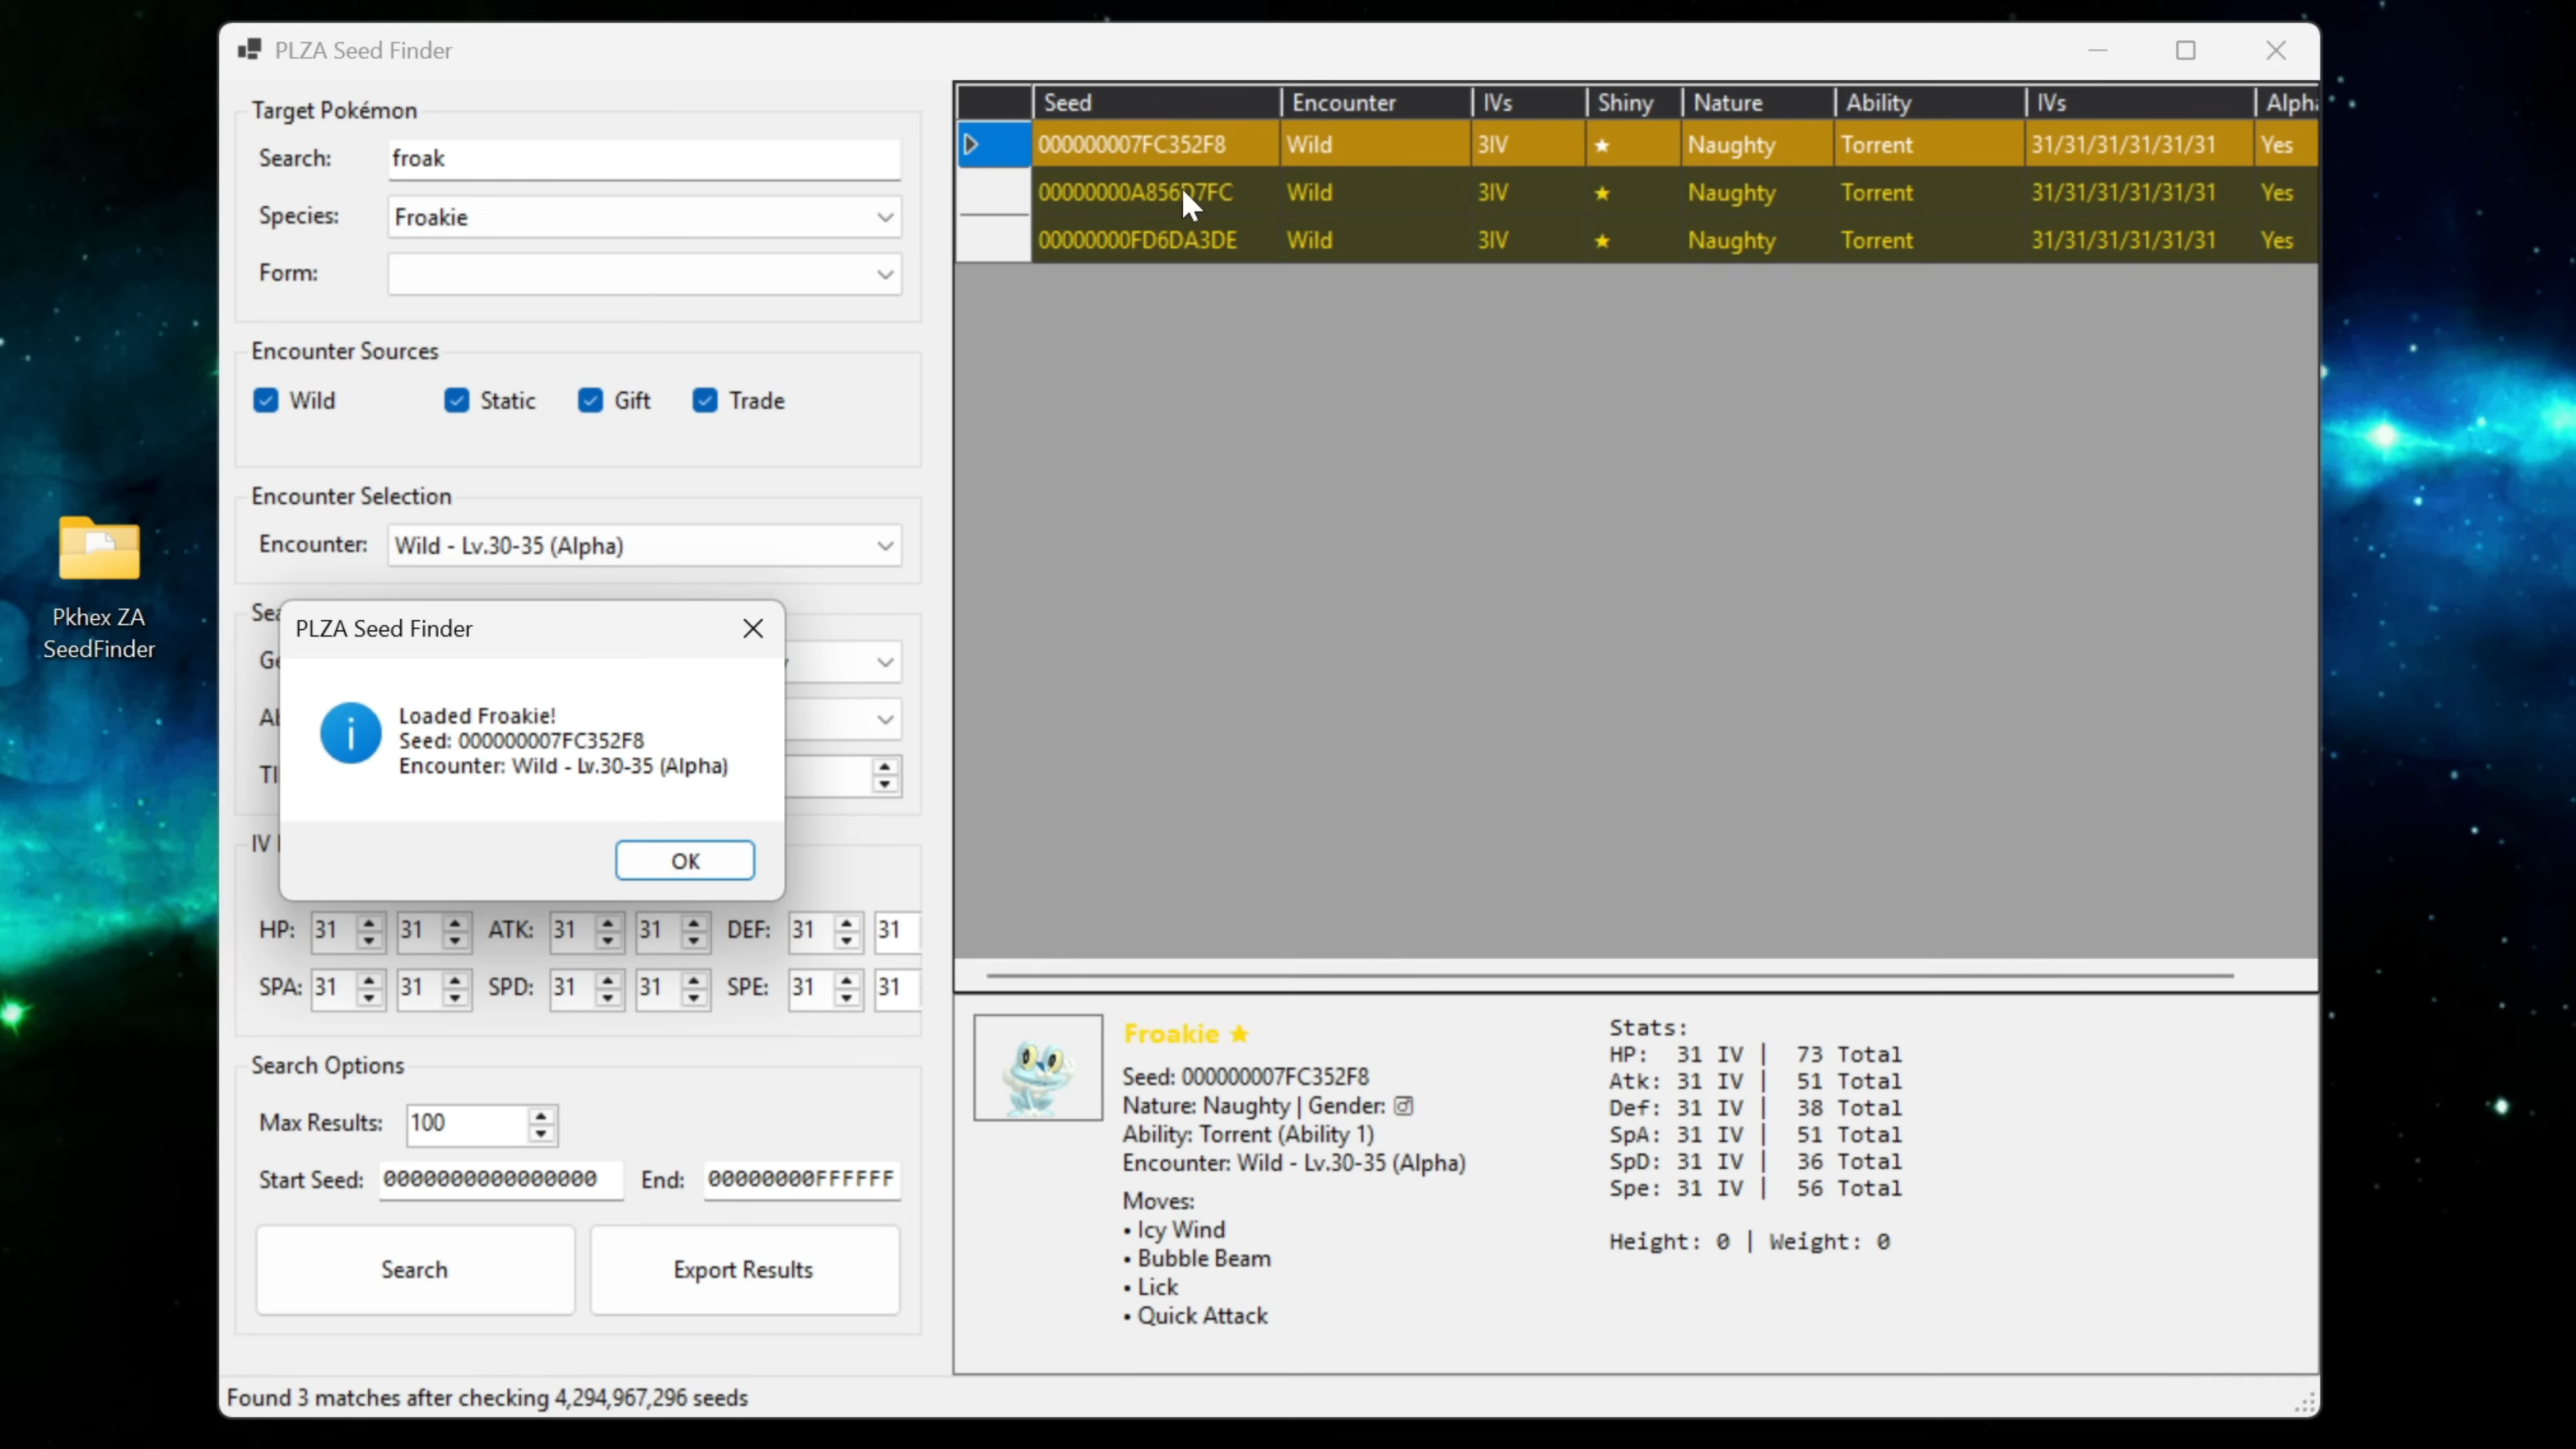 PLZA Seed Finder
Target Pokémon
Search: froak
Species: Froakie
Form:
Encounter Sources
Wild Static Gift Trade
Encounter Selection
Encounter: Wild - Lv.30-35 (Alpha)
PLZA Seed Finder
Loaded Froakie!
Seed: 000000007FC352F8
Encounter: Wild - Lv.30-35 (Alpha)
OK
HP: 31 31 ATK: 31 31 DEF: 31 31
SPA: 31 31 SPD: 31 31 SPE: 31 31
Search Options
Max Results: 100
Start Seed: 0000000000000000 End: 00000000FFFFFF
Search Export Results
Found 3 matches after checking 4,294,967,296 seeds
Seed Encounter IVs Shiny Nature Ability IVs Alph
000000007FC352F8 Wild 3IV ★ Naughty Torrent 31/31/31/31/31/31 Yes
00000000A856D7FC Wild 3IV ★ Naughty Torrent 31/31/31/31/31/31 Yes
00000000FD6DA3DE Wild 3IV ★ Naughty Torrent 31/31/31/31/31/31 Yes
Froakie ★
Seed: 000000007FC352F8
Nature: Naughty | Gender: ♂
Ability: Torrent (Ability 1)
Encounter: Wild - Lv.30-35 (Alpha)
Moves:
• Icy Wind
• Bubble Beam
• Lick
• Quick Attack
Stats:
HP: 31 IV | 73 Total
Atk: 31 IV | 51 Total
Def: 31 IV | 38 Total
SpA: 31 IV | 51 Total
SpD: 31 IV | 36 Total
Spe: 31 IV | 56 Total
Height: 0 | Weight: 0
Pkhex ZA
SeedFinder